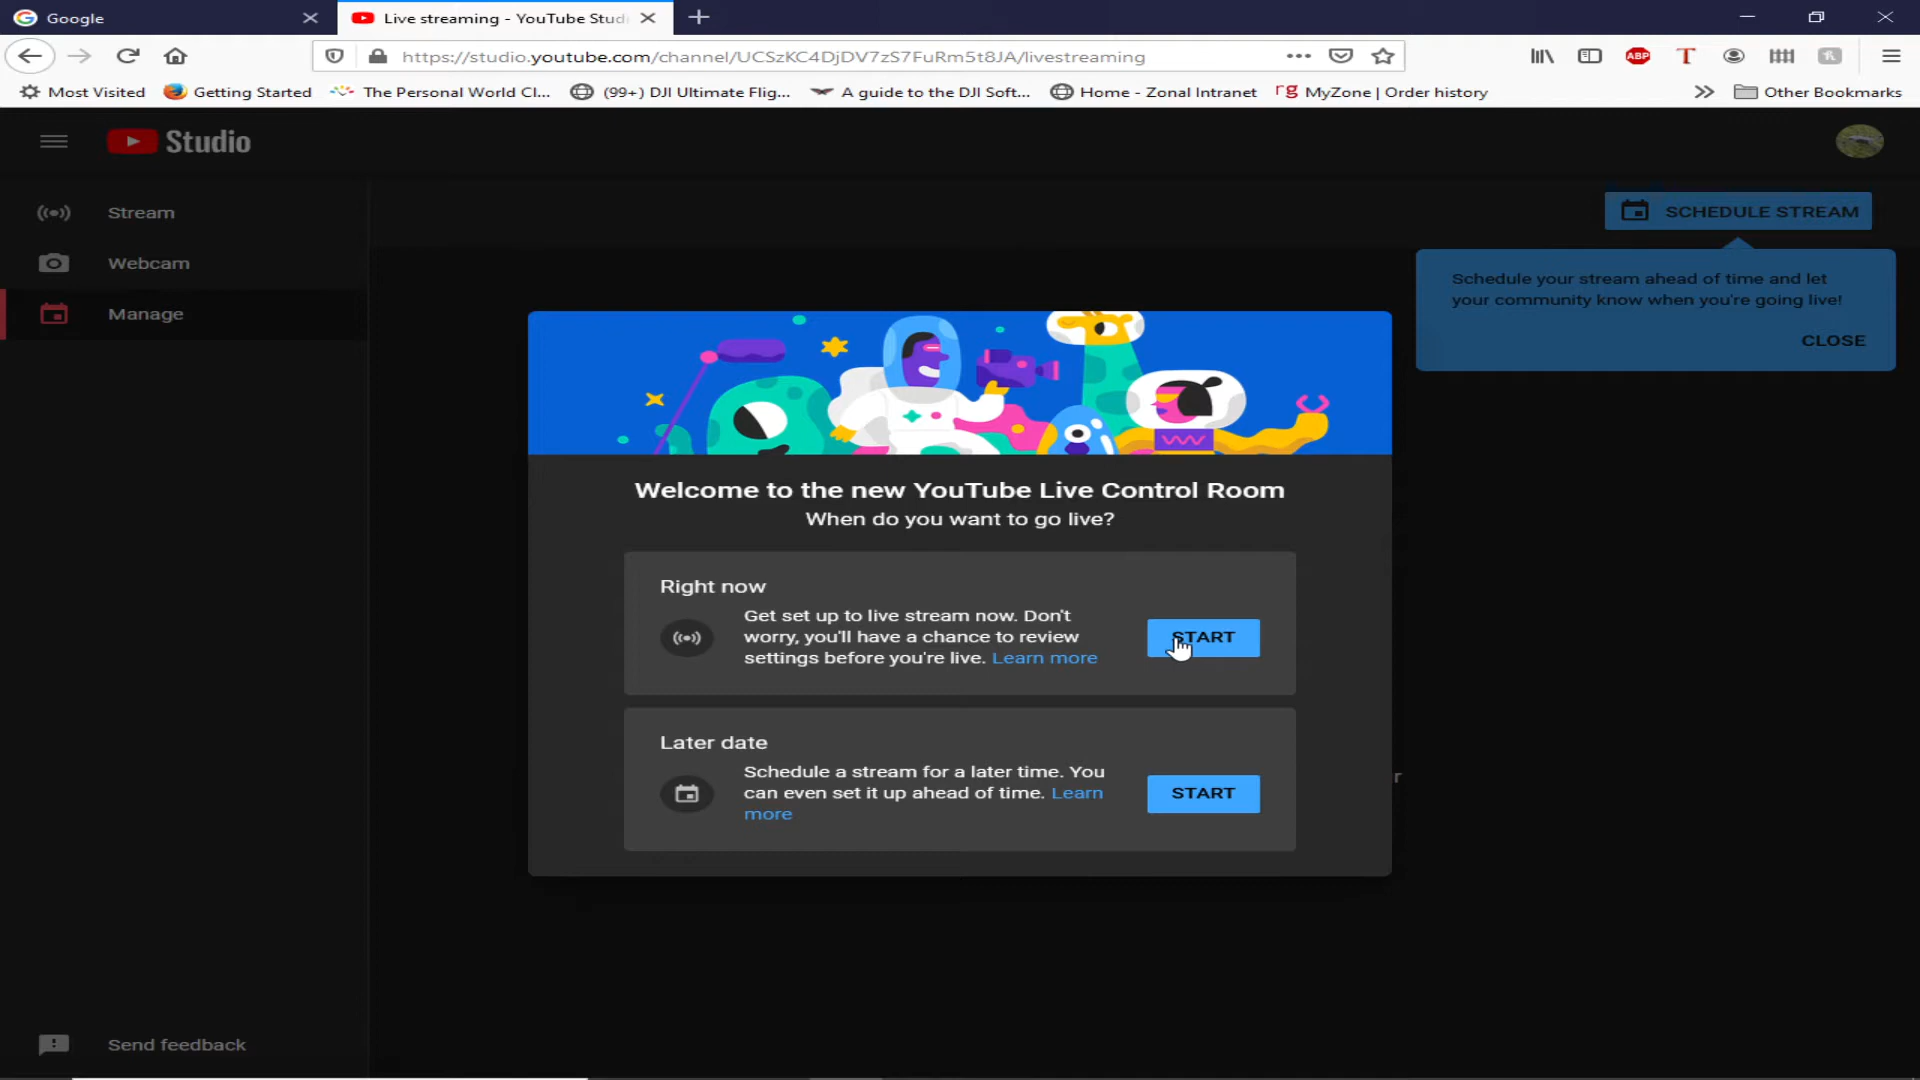 Google
Live streaming - YouTube Stud
https://studio.youtube.com/channel/UCSzKC4DjDV7zS7FuRm5t8JA/livestreaming
ABP
T
Most Visited
Getting Started
The Personal World Cl...
(99+) DJI Ultimate Flig...
A guide to the DJI Soft...
Home - Zonal Intranet
rg MyZone | Order history
Other Bookmarks
Studio
Stream
SCHEDULE STREAM
Webcam
Schedule your stream ahead of time and let
your community know when you're going live!
Manage
CLOSE
Welcome to the new YouTube Live Control Room
When do you want to go live?
Right now
Get set up to live stream now. Don't
worry, you'll have a chance to review
settings before you're live. Learn more
START
Later date
Schedule a stream for a later time. You
can even set it up ahead of time. Learn
more
START
r
Send feedback